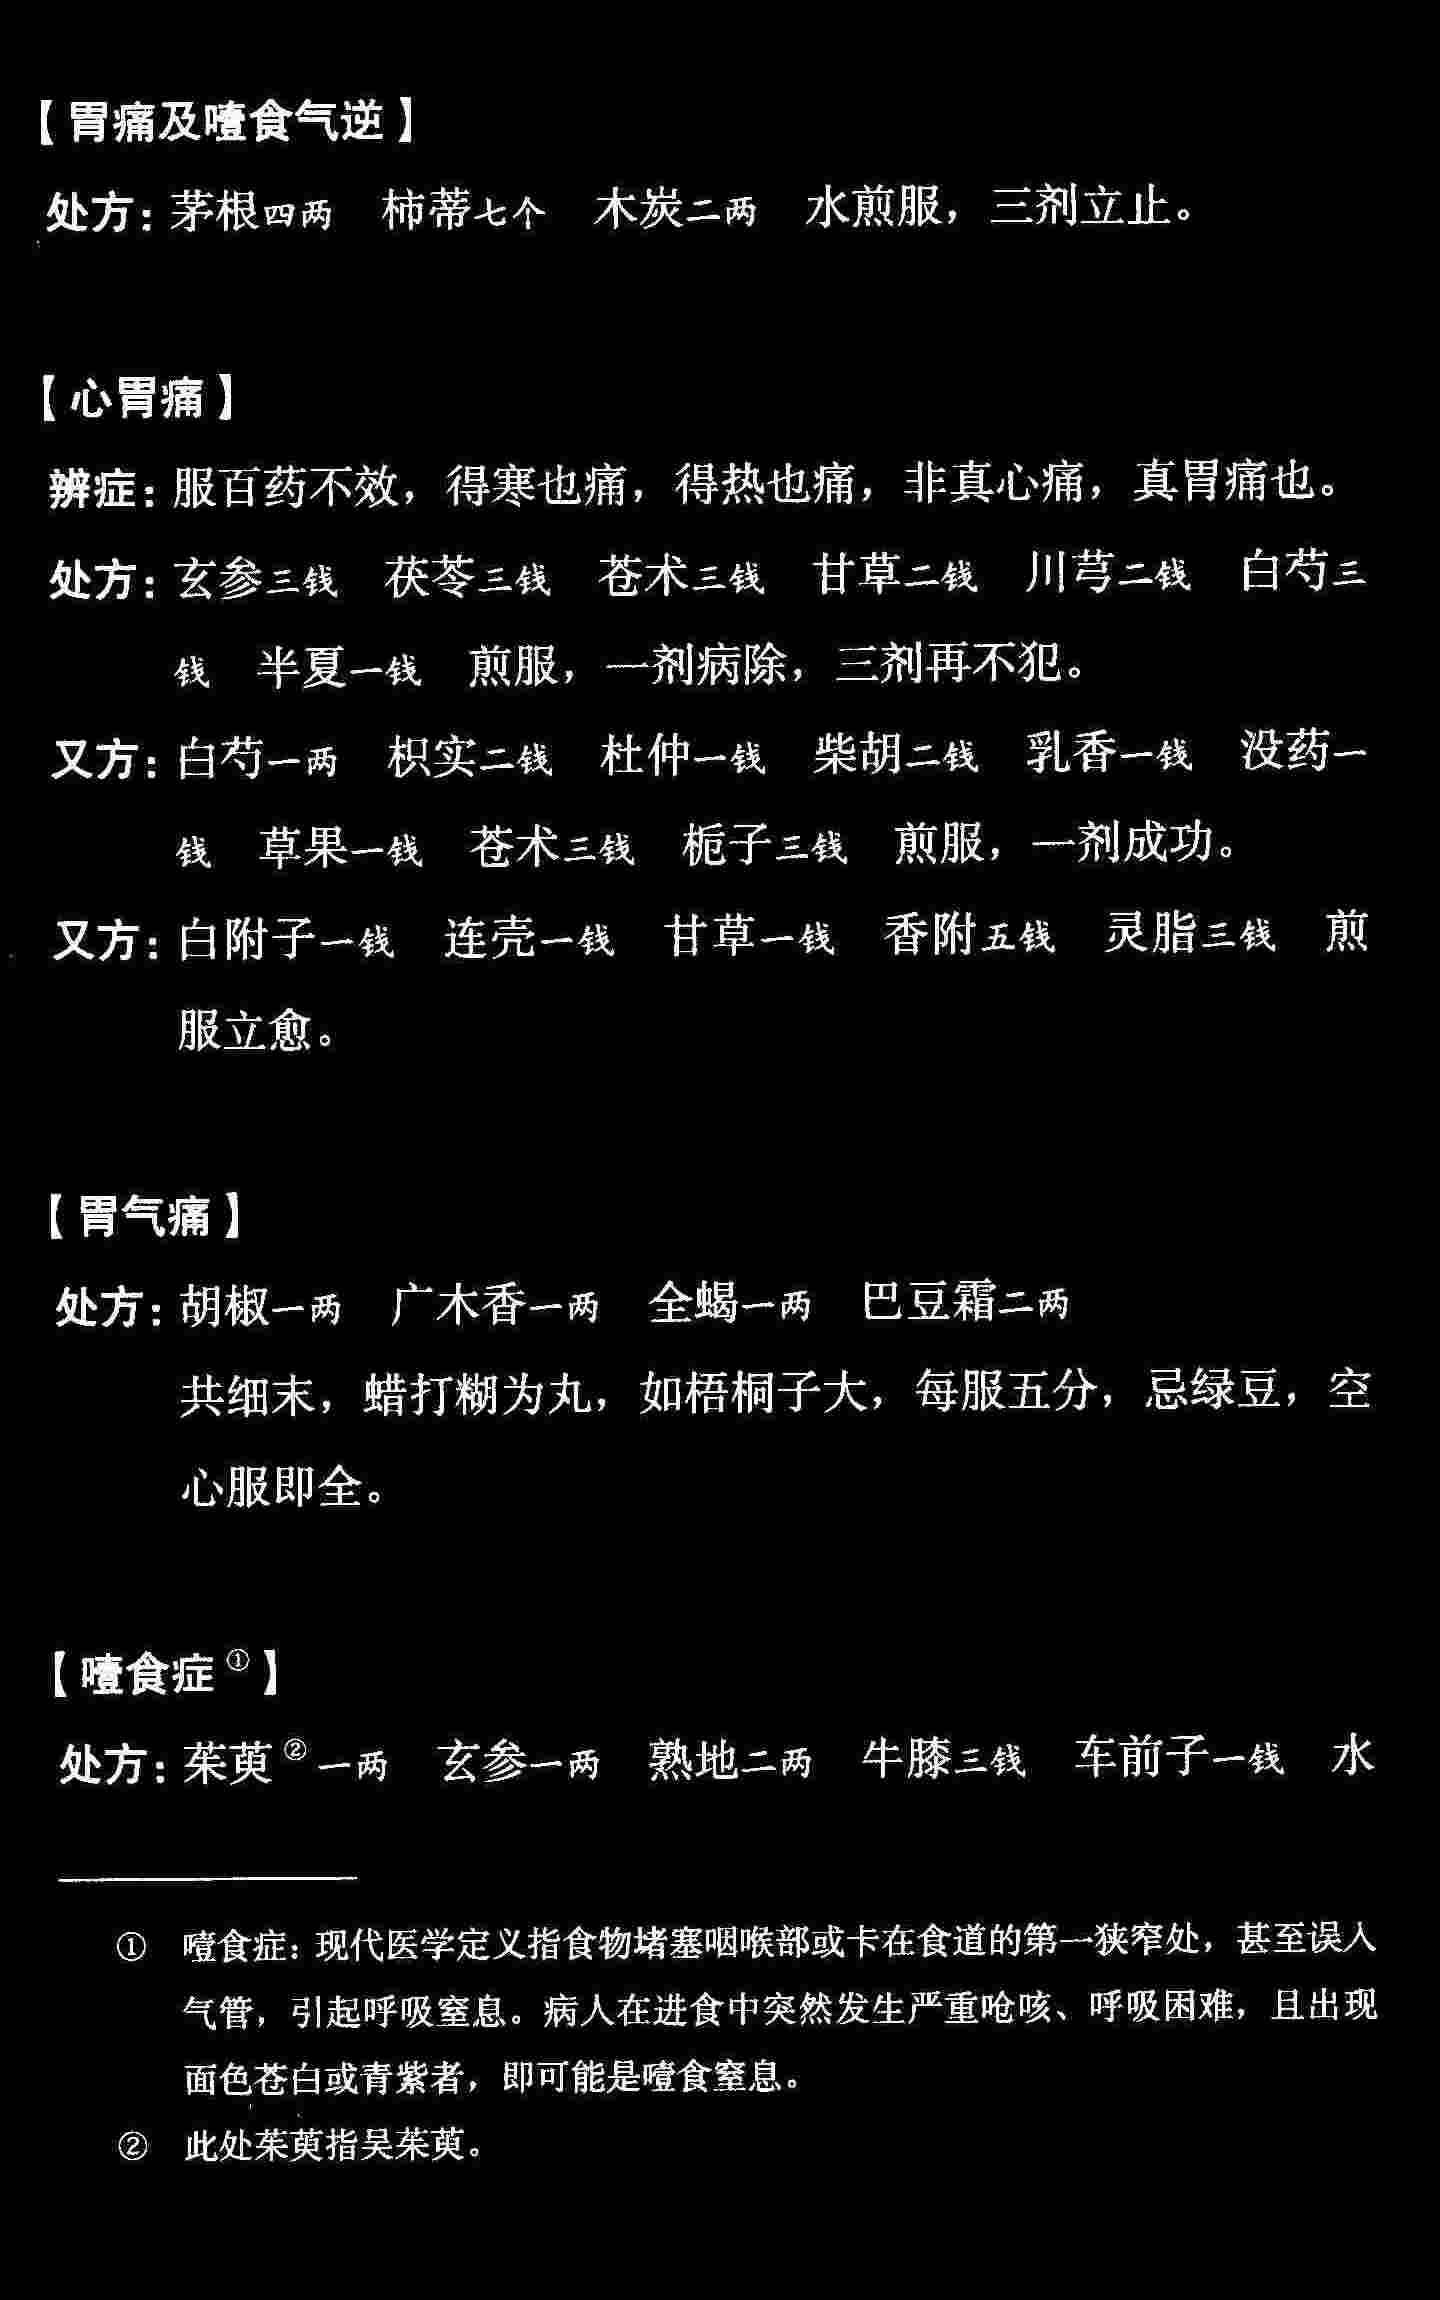 【胃痛及噎食气逆】
处方：茅根四两 柿蒂七个 木炭二两 水煎服，三剂立止。
【心胃痛】
辨症：服百药不效，得寒也痛，得热也痛，非真心痛，真胃痛也。
处方：玄参三钱 茯苓三钱 苍术三钱 甘草二钱 川芎二钱 白芍三
钱 半夏一钱 煎服，一剂病除，三剂再不犯。
又方：白芍一两 枳实二钱 杜仲一钱 柴胡二钱 乳香一钱 没药一
钱 草果一钱 苍术三钱 栀子三钱 煎服，一剂成功。
又方：白附子一钱 连壳一钱 甘草一钱 香附五钱 灵脂三钱 煎
服立愈。
【胃气痛】
处方：胡椒一两 广木香一两 全蝎一两 巴豆霜二两
共细末，蜡打糊为丸，如梧桐子大，每服五分，忌绿豆，空
心服即全。
【噎食症①】
处方：茱萸②一两 玄参一两 熟地二两 牛膝三钱 车前子一钱 水
① 噎食症：现代医学定义指食物堵塞咽喉部或卡在食道的第一狭窄处，甚至误入
气管，引起呼吸窒息。病人在进食中突然发生严重呛咳、呼吸困难，且出现
面色苍白或青紫者，即可能是噎食窒息。
② 此处茱萸指吴茱萸。